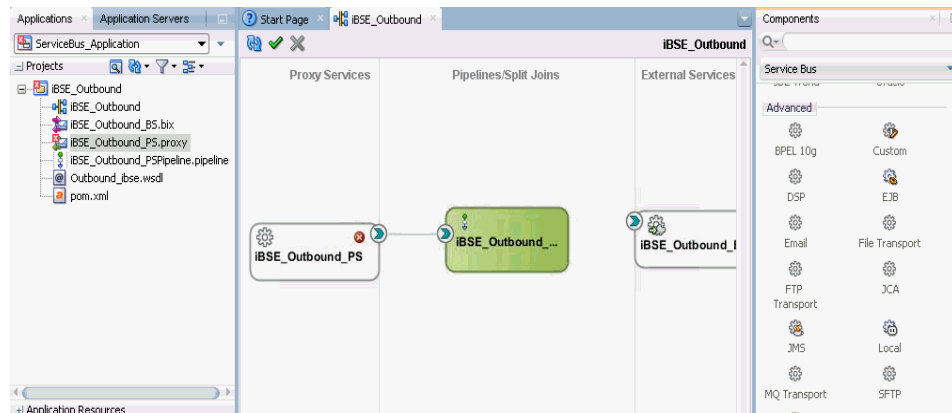 Applications
Application Servers
Start Page
iBSE_Outbound
Components
ServiceBus_Application
iBSE_Outbound
Projects
Proxy Services
Pipelines/Split Joins
External Services
Service Bus
iBSE_Outbound
iBSE_Outbound
iBSE_Outbound_BS.bix
iBSE_Outbound_PS.proxy
iBSE_Outbound_PSPipeline.pipeline
Outbound_ibse.wsdl
pom.xml
iBSE_Outbound_PS
iBSE_Outbound_...
Advanced
BPEL 10g
Custom
DSP
EJB
Email
File Transport
FTP Transport
JCA
JMS
Local
MQ Transport
SFTP
Application Resources